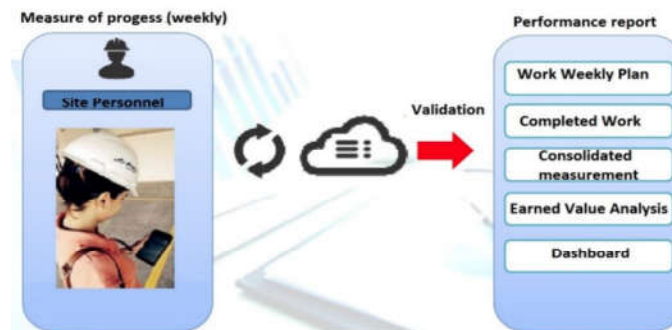 Measure of progess (weekly)
Site Personnel
Validation
Performance report
Work Weekly Plan
Completed Work
Consolidated
measurement
Earned Value Analysis
Dashboard